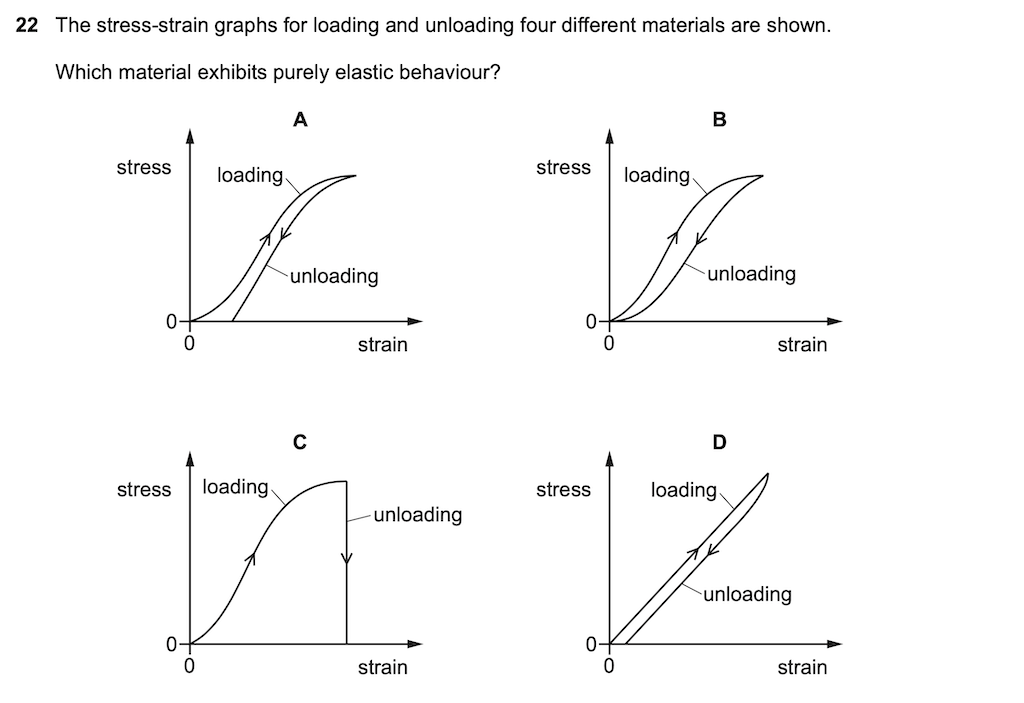 22 The stress-strain graphs for loading and unloading four different materials are shown.
Which material exhibits purely elastic behaviour?
A
stress
loading
unloading
0
0
strain
B
stress
loading
unloading
0
0
strain
C
stress
loading
unloading
0
0
strain
D
stress
loading
unloading
0
0
strain